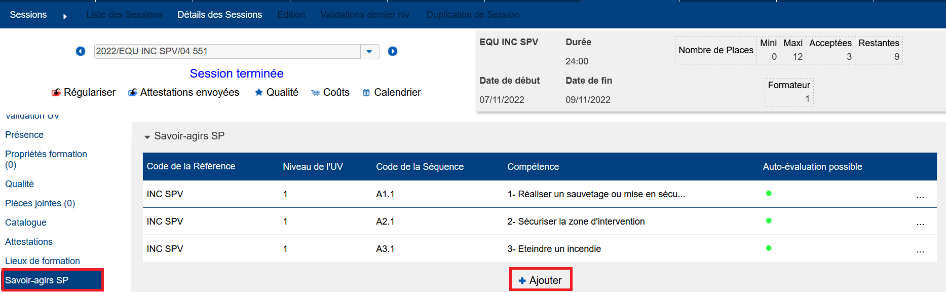 Sessions Liste des Sessions Détails des Sessions Edition Validations dernier niv. Duplication de Session
2022/EQU INC SPV/04 551
Session terminée
Régulariser Attestations envoyées Qualité Coûts Calendrier
EQU INC SPV Durée
24:00
Date de début Date de fin
07/11/2022 09/11/2022
Nombre de Places Mini Maxi Acceptées Restantes
0 12 3 9
Formateur
1
Validation UV
Présence
Propriétés formation
(0)
Qualité
Pièces jointes (0)
Catalogue
Attestations
Lieux de formation
Savoir-agirs SP
Savoir-agirs SP
Code de la Référence Niveau de l'UV Code de la Séquence Compétence Auto-évaluation possible
INC SPV 1 A1.1 1- Réaliser un sauvetage ou mise en sécu... ...
INC SPV 1 A2.1 2- Sécuriser la zone d'intervention ...
INC SPV 1 A3.1 3- Eteindre un incendie ...
+ Ajouter